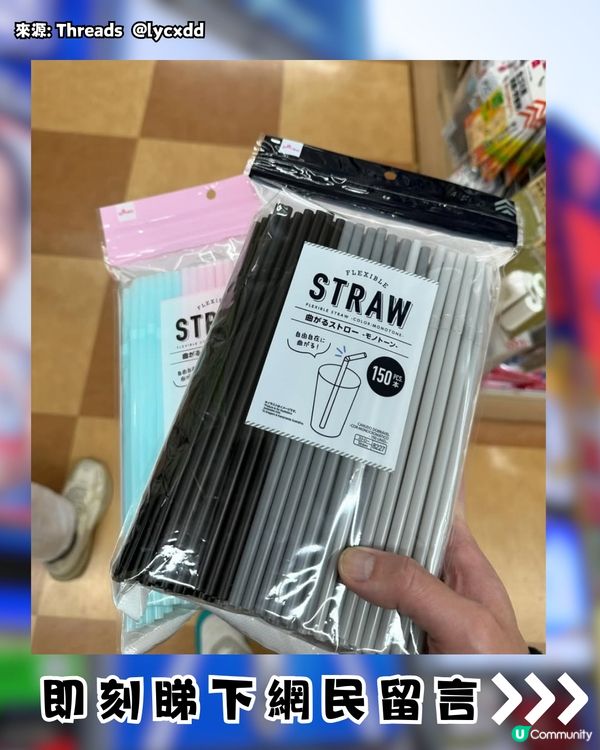 來源: Threads @lycxdd
FLEXIBLE
STRAW
FLEXIBLE STRAW -COLOR:MONOTONE-
曲がるストロー -モノトーン-
自由自在に
曲がる!
150 PCS.
本
STR
即刻睇下網民留言
U Community